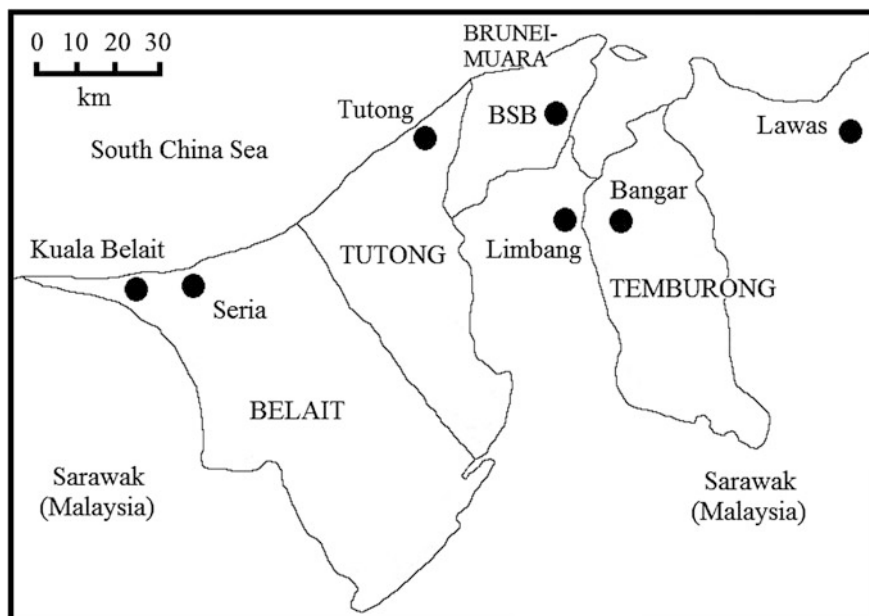 BRUNEI-
MUARA
0 10 20 30
km
Tutong
BSB
Lawas
South China Sea
Bangar
Kuala Belait
TUTONG
Limbang
TEMBURONG
Seria
BELAIT
Sarawak
(Malaysia)
Sarawak
(Malaysia)